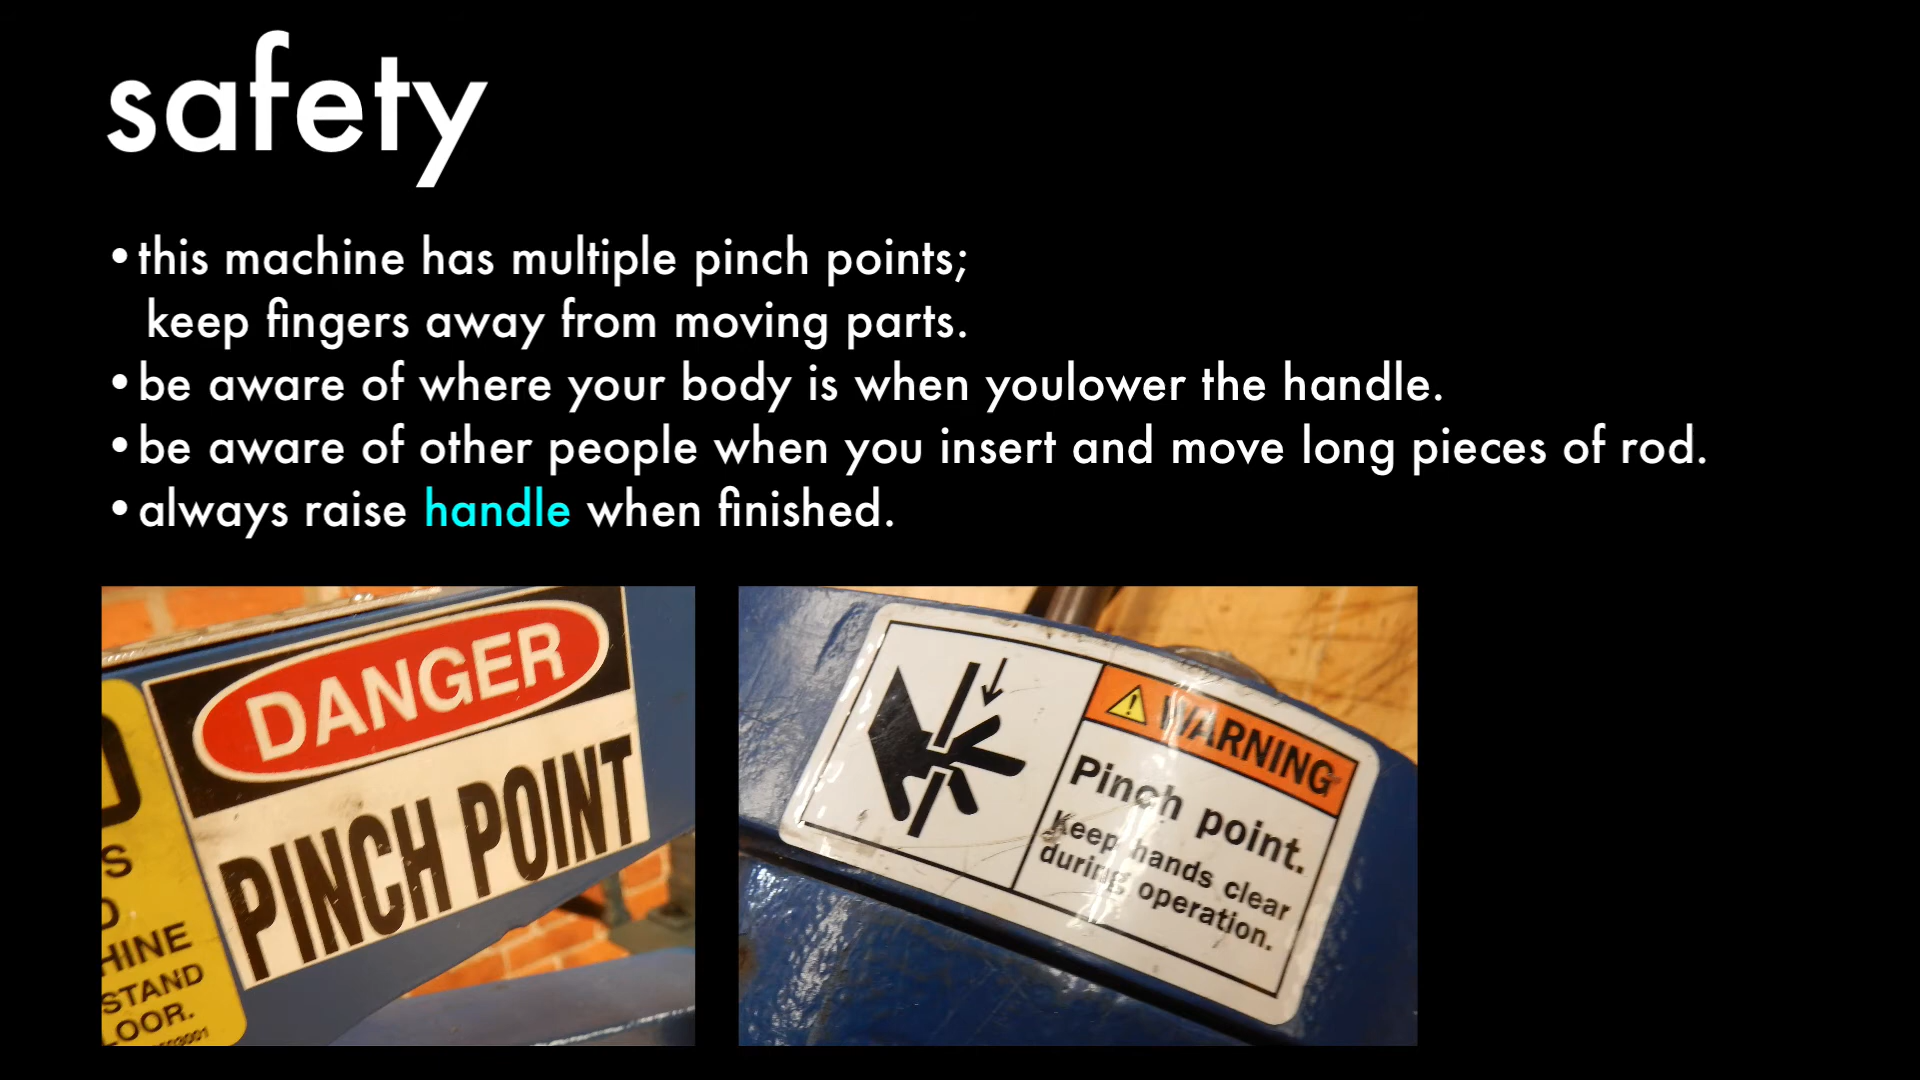 safety
•this machine has multiple pinch points;
keep fingers away from moving parts.
•be aware of where your body is when youlower the handle.
•be aware of other people when you insert and move long pieces of rod.
•always raise handle when finished.
DANGER
PINCH POINT
S
HINE
STAND
LOOR.
WARNING
Pinch point.
Keep hands clear
during operation.